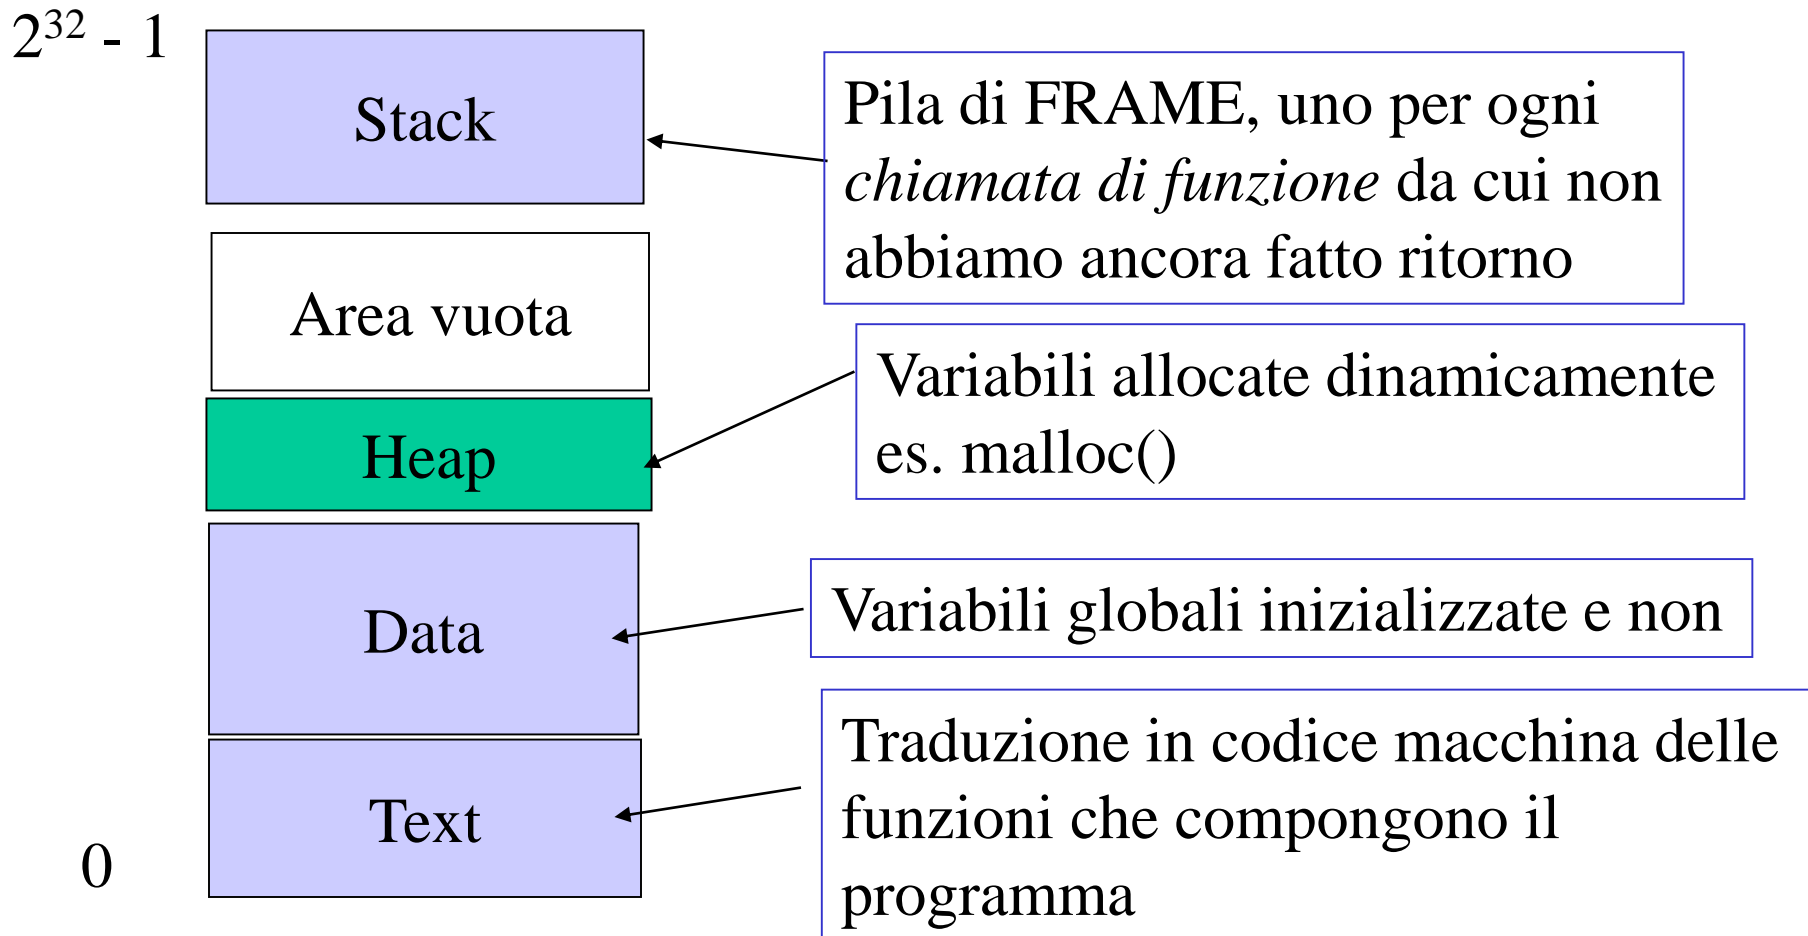 2³² - 1
Stack
Pila di FRAME, uno per ogni
chiamata di funzione da cui non
abbiamo ancora fatto ritorno
Area vuota
Variabili allocate dinamicamente
es. malloc()
Heap
Data
Variabili globali inizializzate e non
Traduzione in codice macchina delle
funzioni che compongono il
programma
Text
0